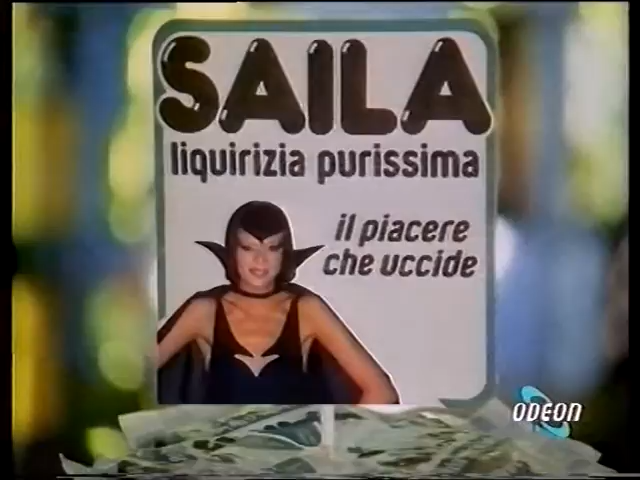 SAILA
liquirizia purissima
il piacere
che uccide
ODEON